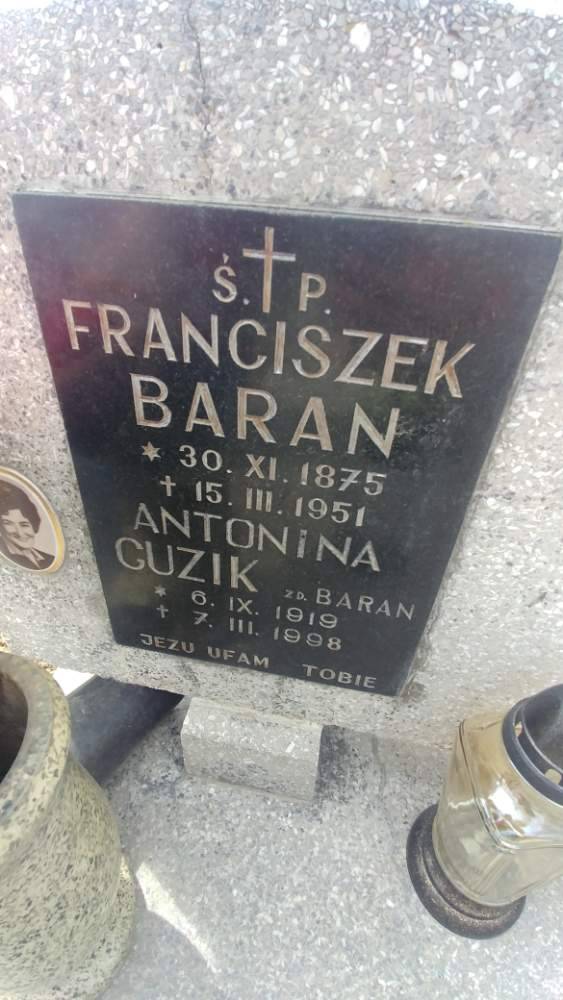 Ś. † P.
FRANCISZEK
BARAN
* 30. XI. 1875
† 15. III. 1951
ANTONINA
GUZIK ZD. BARAN
* 6. IX. 1919
† 7. III. 1998
JEZU UFAM TOBIE